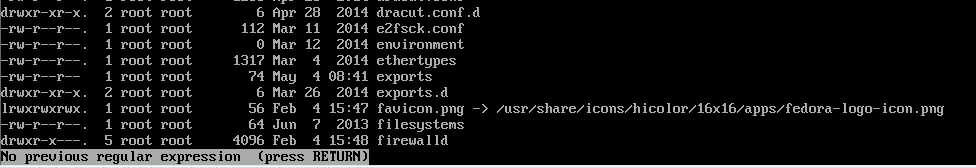 drwxr-xr-x. 2 root root 6 Apr 28 2014 dracut.conf.d
-rw-r--r--. 1 root root 112 Mar 11 2014 e2fsck.conf
-rw-r--r--. 1 root root 0 Mar 12 2014 environment
-rw-r--r--. 1 root root 1317 Mar 4 2014 ethertypes
-rw-r--r-- 1 root root 74 May 4 08:41 exports
drwxr-xr-x. 2 root root 6 Mar 26 2014 exports.d
lrwxrwxrwx. 1 root root 56 Feb 4 15:47 favicon.png -> /usr/share/icons/hicolor/16x16/apps/fedora-logo-icon.png
-rw-r--r--. 1 root root 64 Jun 7 2013 filesystems
drwxr-x---. 5 root root 4096 Feb 4 15:48 firewalld
No previous regular expression (press RETURN)